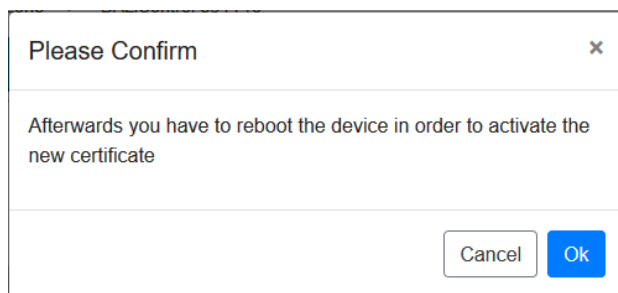 Please Confirm
×
Afterwards you have to reboot the device in order to activate the
new certificate
Cancel
Ok